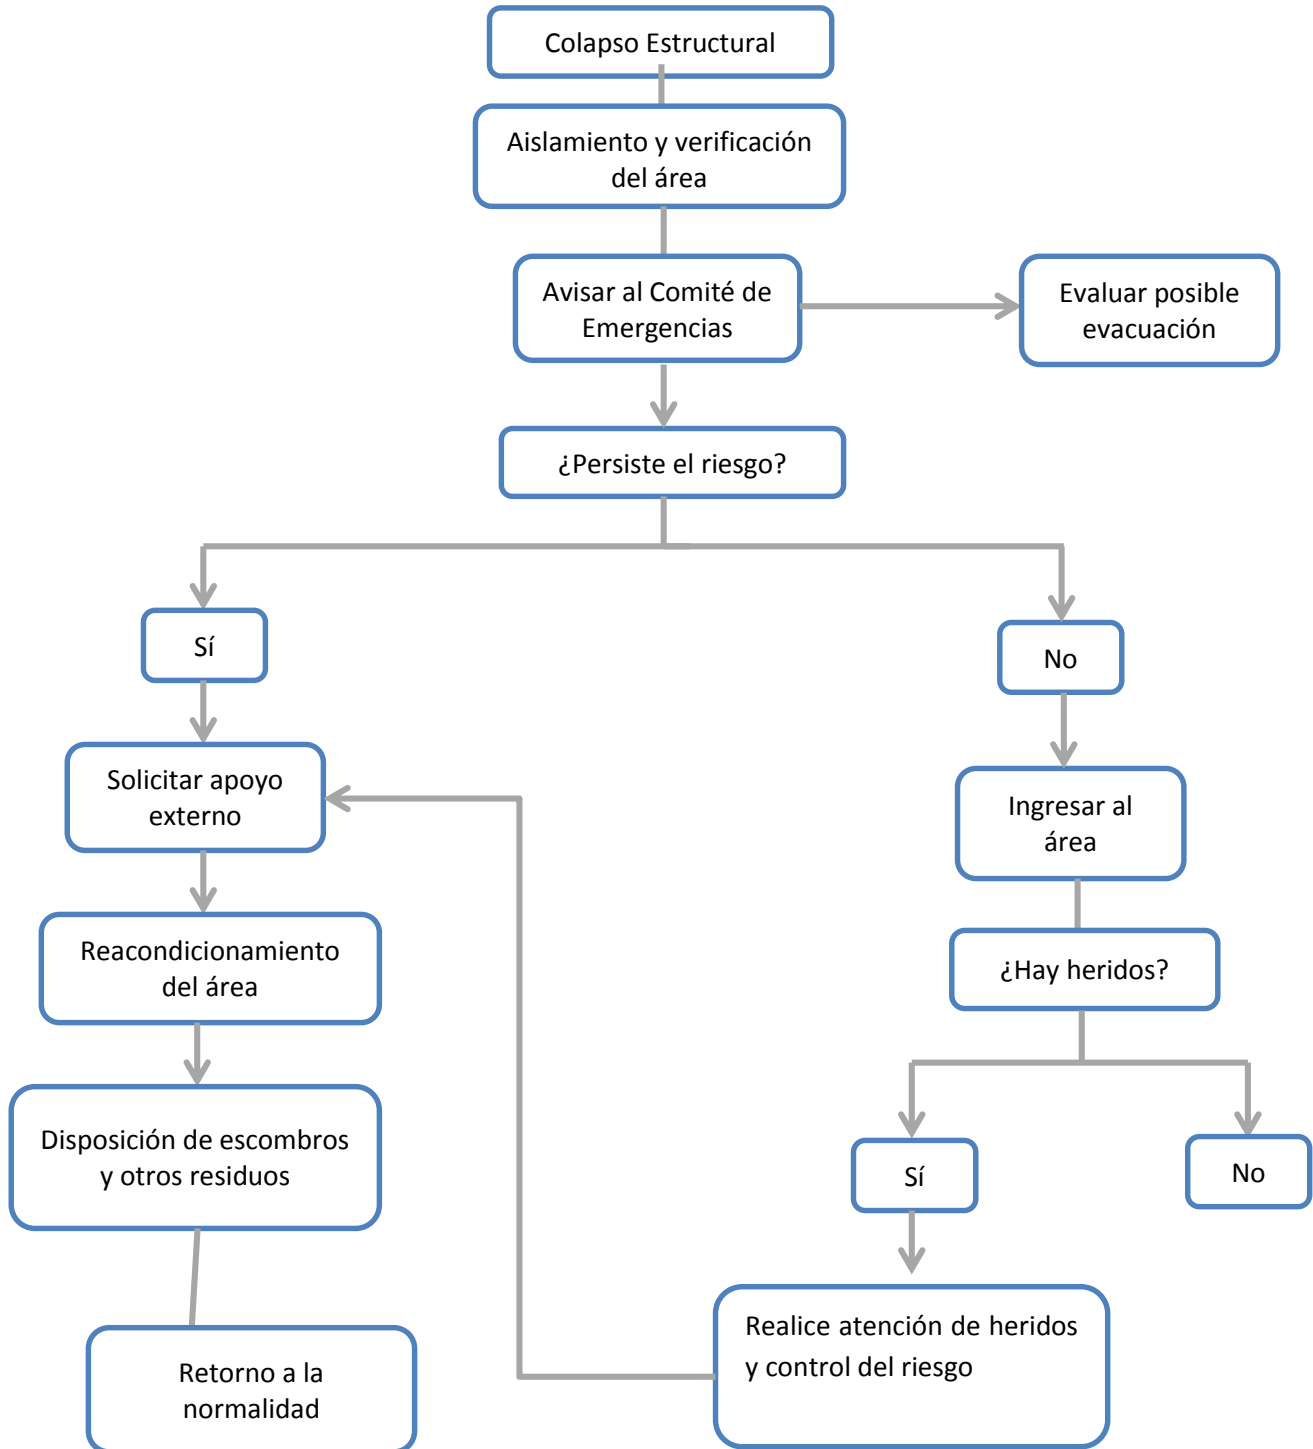 Colapso Estructural
Aislamiento y verificación
del área
Avisar al Comité de
Emergencias
Evaluar posible
evacuación
¿Persiste el riesgo?
Sí
No
Solicitar apoyo
externo
Ingresar al
área
Reacondicionamiento
del área
¿Hay heridos?
Disposición de escombros
y otros residuos
Sí
No
Realice atención de heridos
y control del riesgo
Retorno a la
normalidad